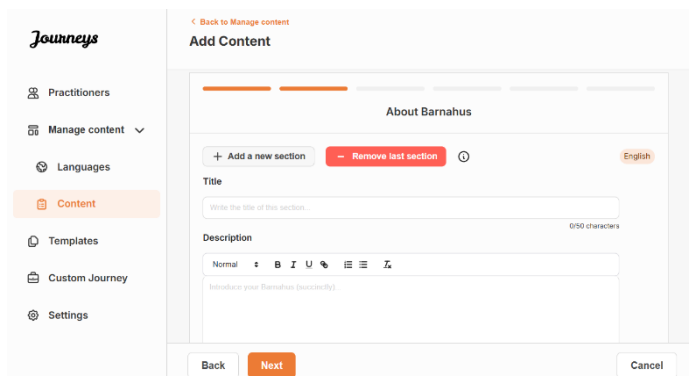 Journeys
Practitioners
Manage content
Languages
Content
Templates
Custom Journey
Settings
< Back to Manage content
Add Content
About Barnahus
+ Add a new section
− Remove last section
English
Title
Write the title of this section...
0/50 characters
Description
Normal B I U
Introduce your Barnahus (succinctly)
Back
Next
Cancel